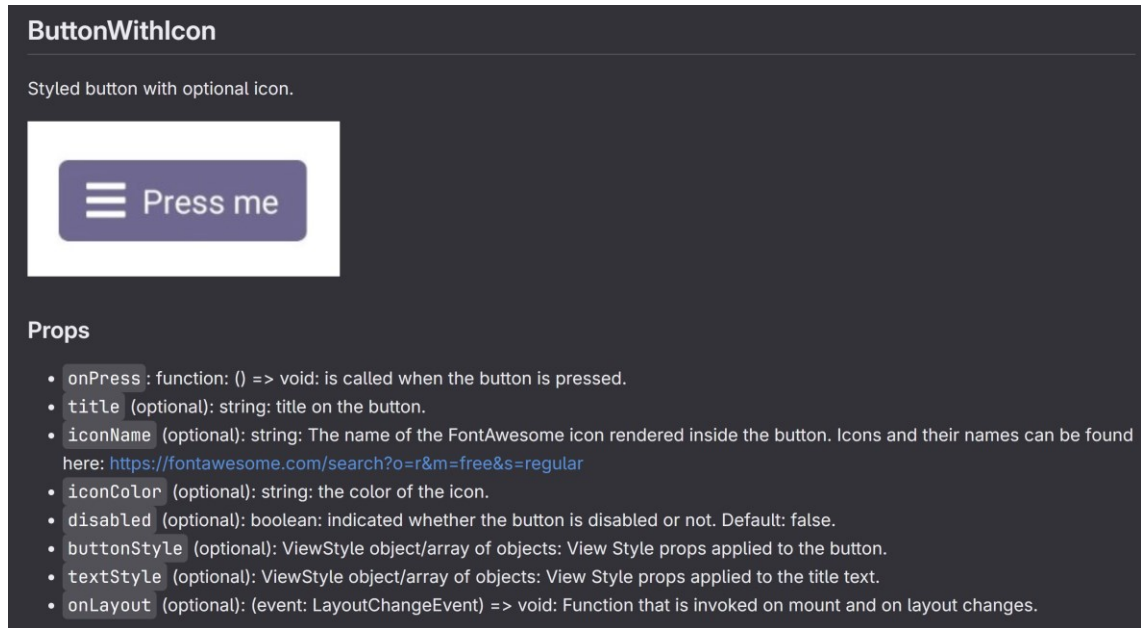 ButtonWithIcon
Styled button with optional icon.
Press me
Props
• onPress: function: () => void: is called when the button is pressed.
• title (optional): string: title on the button.
• iconName (optional): string: The name of the FontAwesome icon rendered inside the button. Icons and their names can be found
here: https://fontawesome.com/search?o=r&m=free&s=regular
• iconColor (optional): string: the color of the icon.
• disabled (optional): boolean: indicated whether the button is disabled or not. Default: false.
• buttonStyle (optional): ViewStyle object/array of objects: View Style props applied to the button.
• textStyle (optional): ViewStyle object/array of objects: View Style props applied to the title text.
• onLayout (optional): (event: LayoutChangeEvent) => void: Function that is invoked on mount and on layout changes.